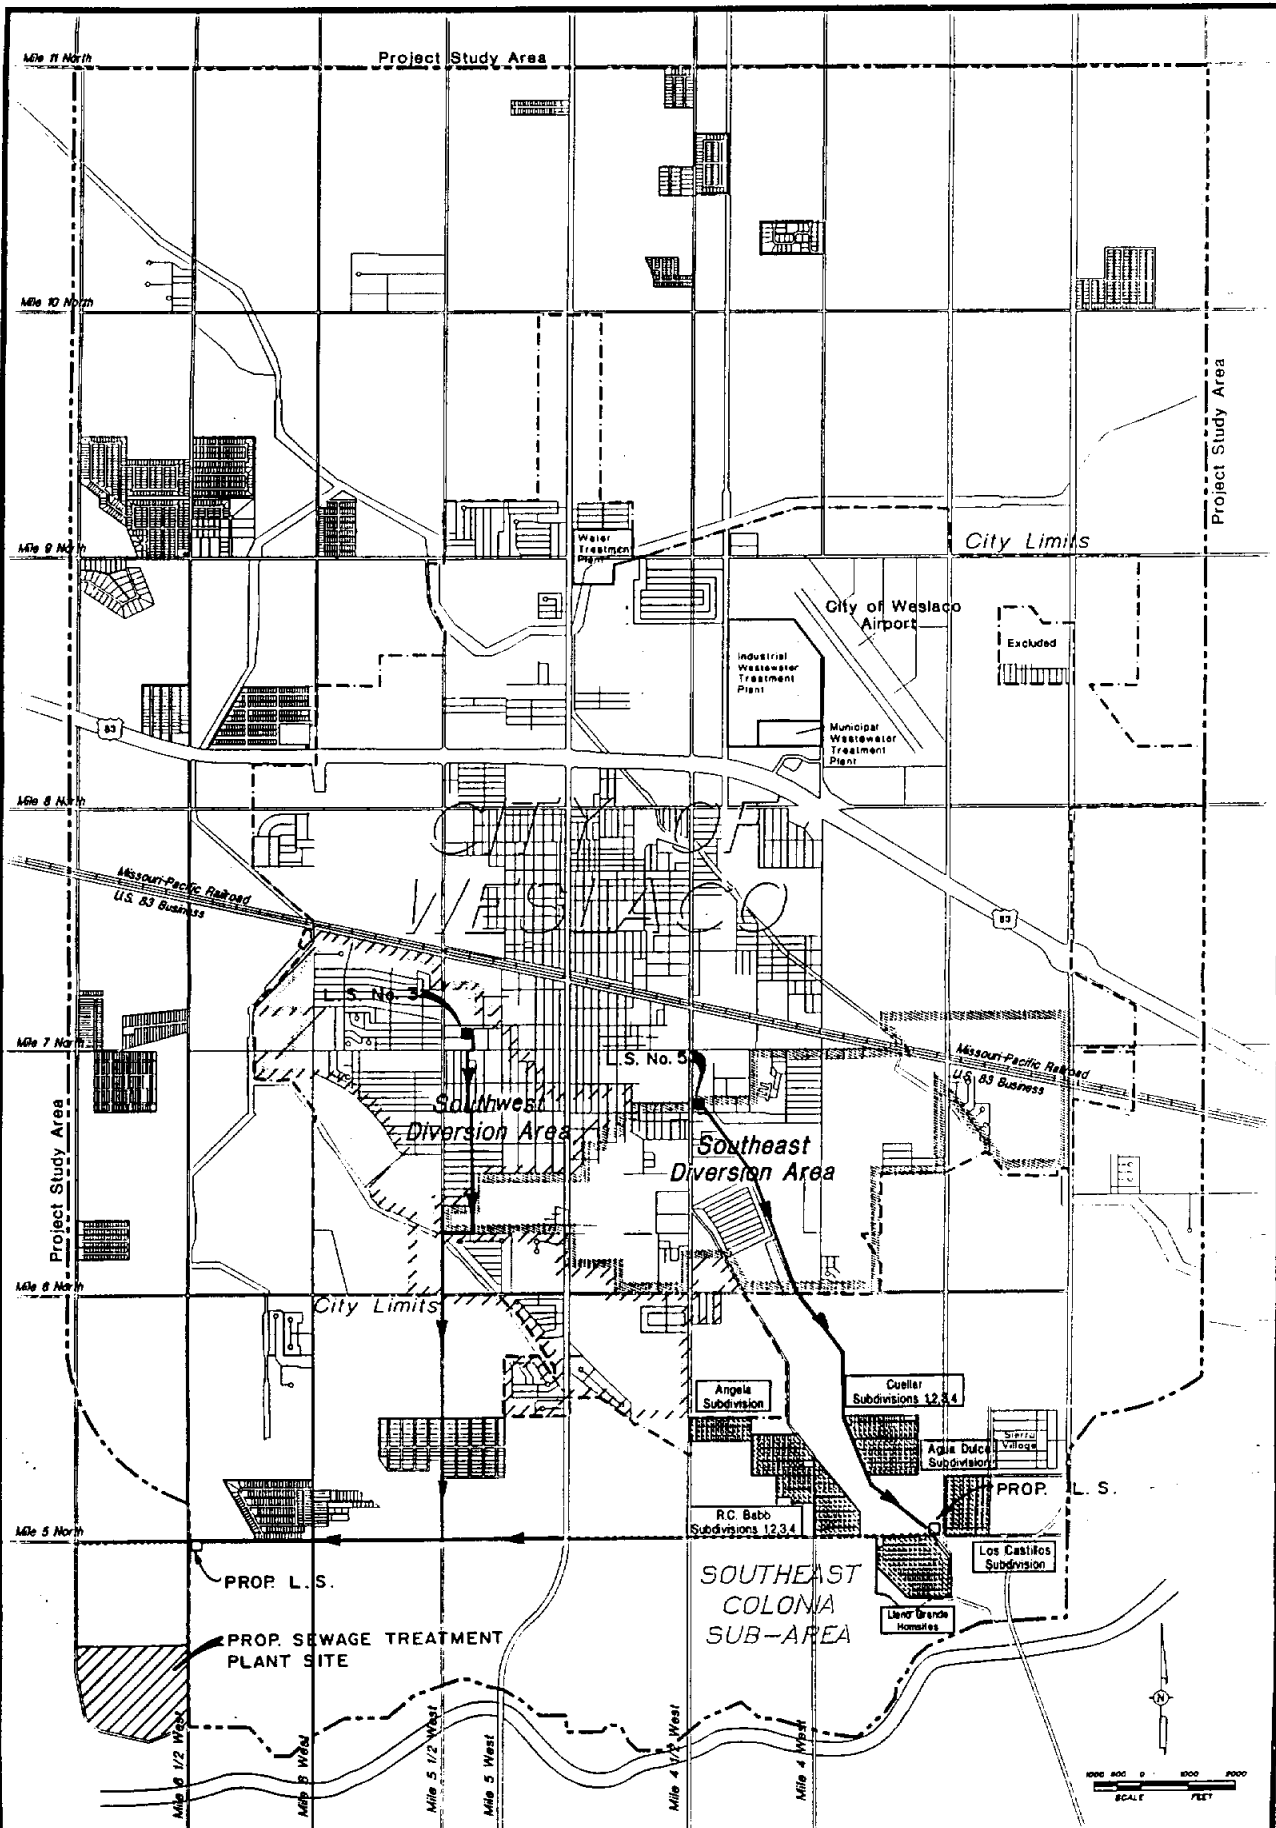 Mile 11 North
Project Study Area
Mile 10 North
Project Study Area
Mile 9 North
Water
Treatment
Plant
City Limits
City of Weslaco
Airport
Excluded
Industrial
Wastewater
Treatment
Plant
Municipal
Wastewater
Treatment
Plant
83
Mile 8 North
CITY OF
WESLACO
Missouri-Pacific Railroad
U.S. 83 Business
83
L.S. No. 3
Mile 7 North
L.S. No. 5
Missouri-Pacific Railroad
U.S. 83 Business
Project Study Area
Southwest
Diversion Area
Southeast
Diversion Area
Mile 6 North
City Limits
Angela
Subdivision
Cuellar
Subdivisions 1,2,3,4
Sierra
Village
Agua Dulce
Subdivision
PROP. L.S.
R.C. Babb
Subdivisions 1,2,3,4
Mile 5 North
Los Castillos
Subdivision
PROP. L.S.
SOUTHEAST
COLONIA
SUB-AREA
Llano Grande
Homesites
PROP. SEWAGE TREATMENT
PLANT SITE
Mile 6 1/2 West
Mile 6 West
Mile 5 1/2 West
Mile 5 West
Mile 4 1/2 West
Mile 4 West
N
1000 500 0 1000 2000
SCALE FEET